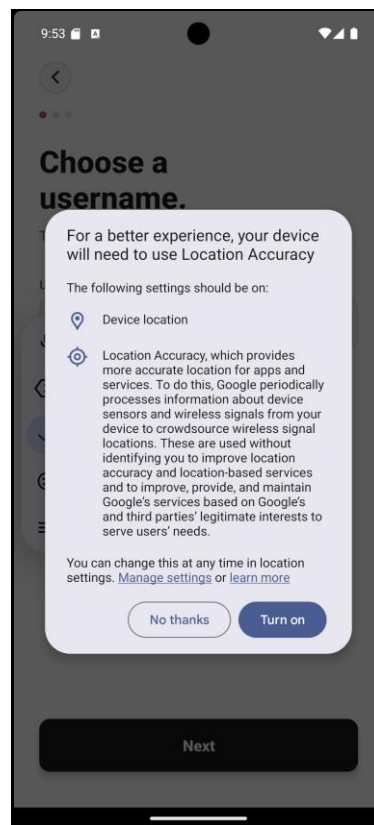 9:53
Choose a
username.
For a better experience, your device
will need to use Location Accuracy
The following settings should be on:
Device location
Location Accuracy, which provides
more accurate location for apps and
services. To do this, Google periodically
processes information about device
sensors and wireless signals from your
device to crowdsource wireless signal
locations. These are used without
identifying you to improve location
accuracy and location-based services
and to improve, provide, and maintain
Google's services based on Google's
and third parties' legitimate interests to
serve users' needs.
You can change this at any time in location
settings. Manage settings or learn more
No thanks
Turn on
Next